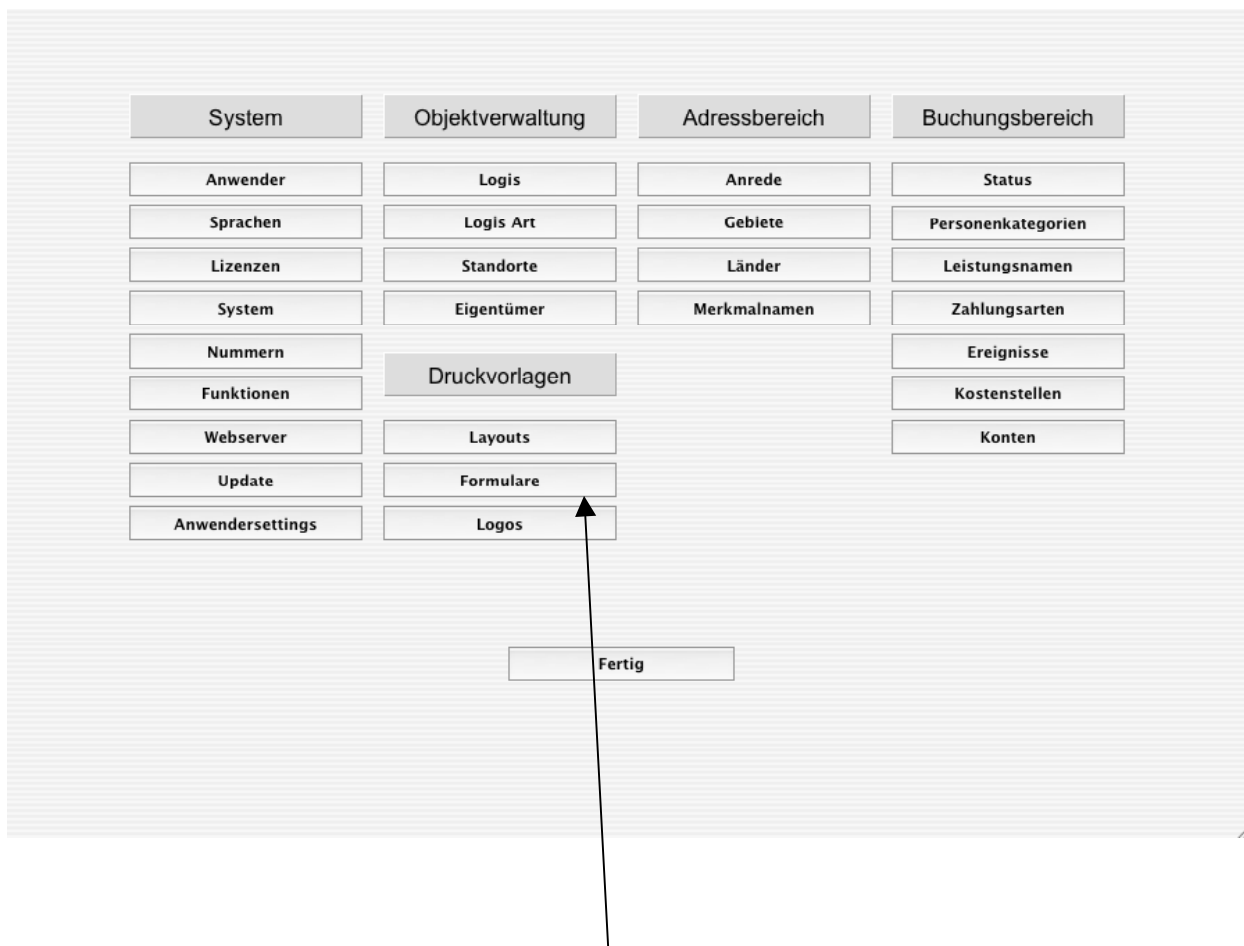 System
Objektverwaltung
Adressbereich
Buchungsbereich
Anwender
Logis
Anrede
Status
Sprachen
Logis Art
Gebiete
Personenkategorien
Lizenzen
Standorte
Länder
Leistungsnamen
System
Eigentümer
Merkmalnamen
Zahlungsarten
Nummern
Ereignisse
Druckvorlagen
Funktionen
Kostenstellen
Webserver
Layouts
Konten
Update
Formulare
Anwendersettings
Logos
Fertig